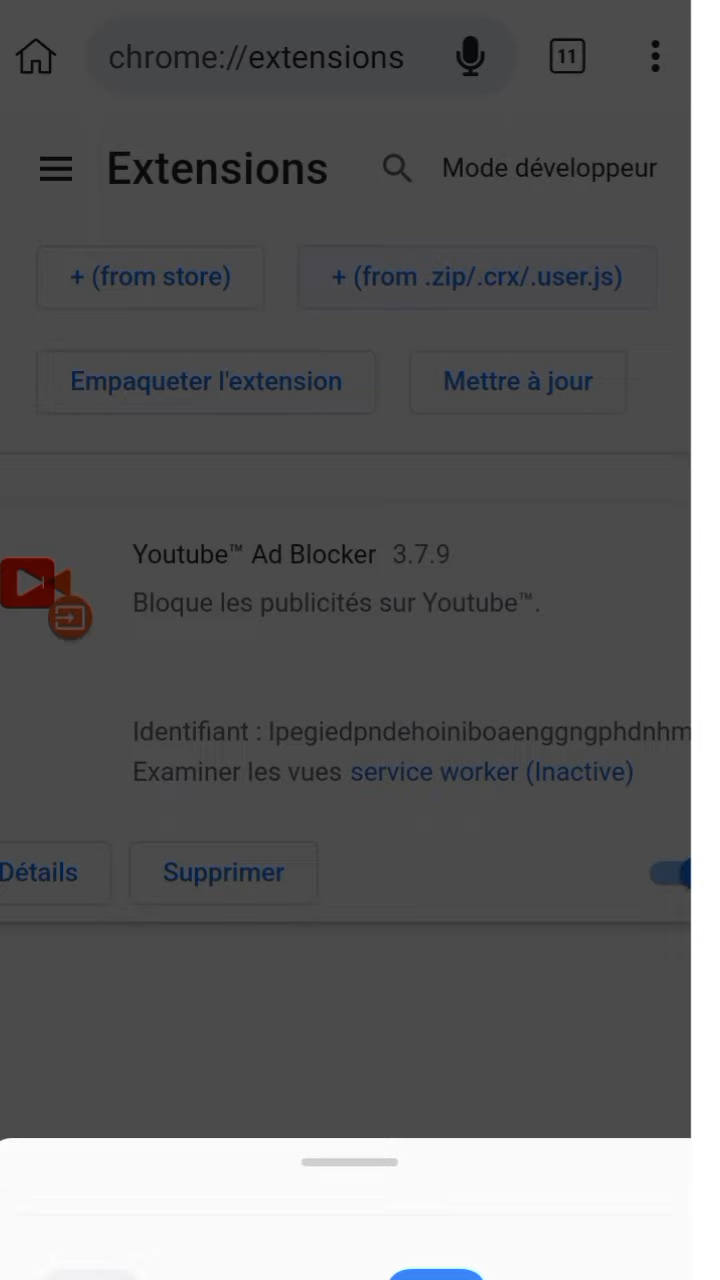 chrome://extensions
11
Extensions
Mode développeur
+ (from store)
+ (from .zip/.crx/.user.js)
Empaqueter l'extension
Mettre à jour
Youtube™ Ad Blocker 3.7.9
Bloque les publicités sur Youtube™.
Identifiant : lpegiedpndehoiniboaenggngphdnhm
Examiner les vues service worker (Inactive)
Détails
Supprimer